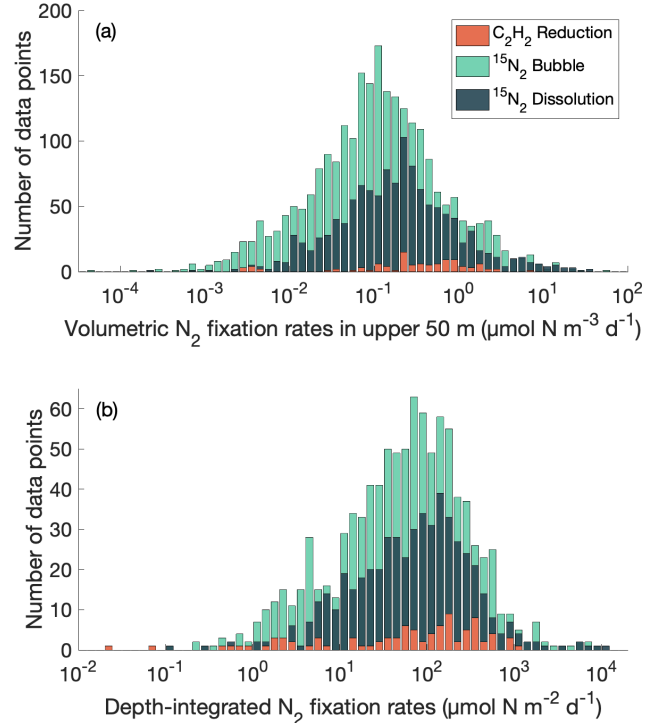 (a)
C₂H₂ Reduction
¹⁵N₂ Bubble
¹⁵N₂ Dissolution
Number of data points
200
150
100
50
0
10⁻⁴ 10⁻³ 10⁻² 10⁻¹ 10⁰ 10¹ 10²
Volumetric N₂ fixation rates in upper 50 m (μmol N m⁻³ d⁻¹)
(b)
Number of data points
60
50
40
30
20
10
0
10⁻² 10⁻¹ 10⁰ 10¹ 10² 10³ 10⁴
Depth-integrated N₂ fixation rates (μmol N m⁻² d⁻¹)